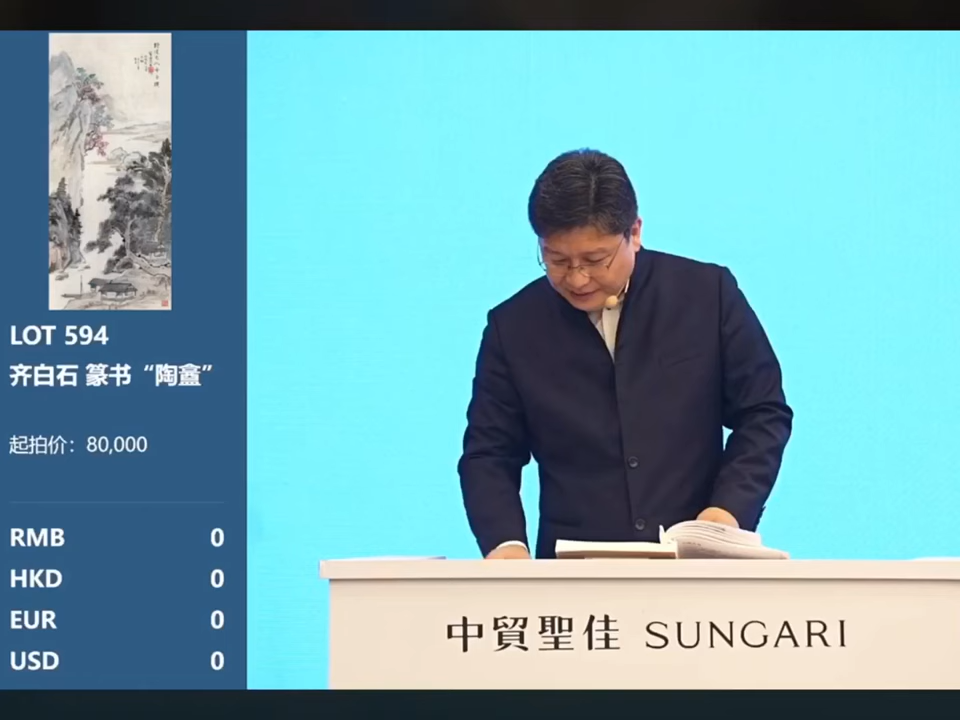 LOT 594
齐白石 篆书“陶盦”
起拍价：80,000
RMB 0
HKD 0
EUR 0
USD 0
中貿聖佳 SUNGARI